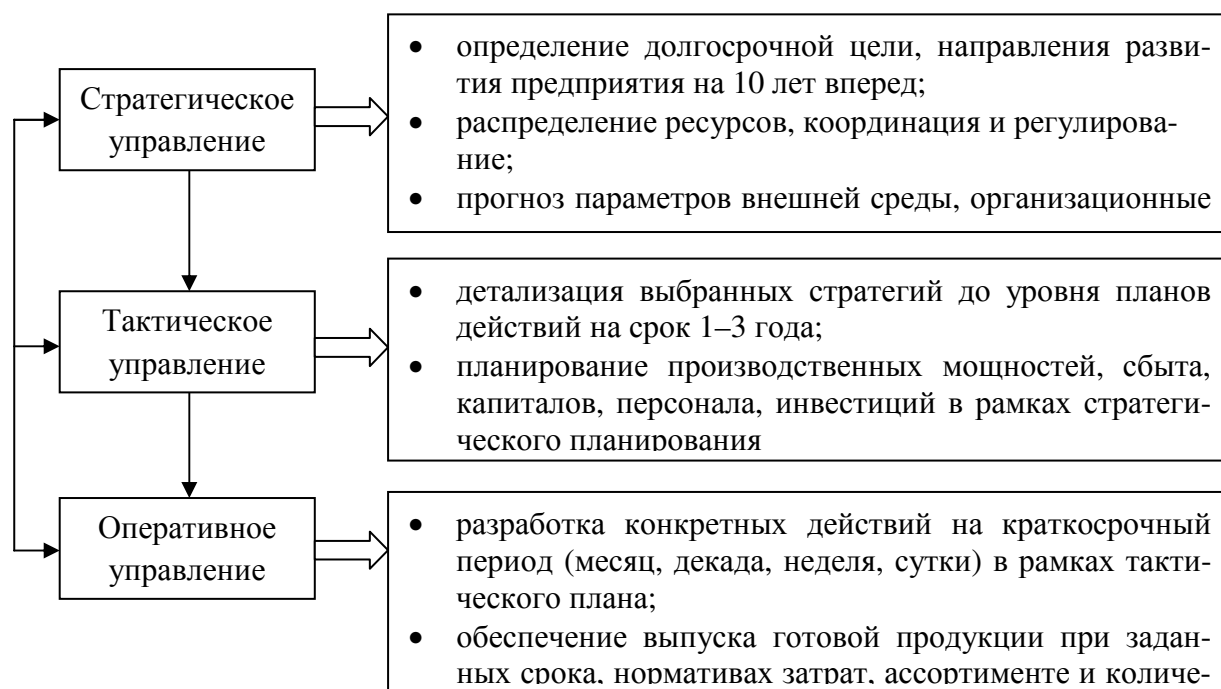 Стратегическое
управление
• определение долгосрочной цели, направления разви-
тия предприятия на 10 лет вперед;
• распределение ресурсов, координация и регулирова-
ние;
• прогноз параметров внешней среды, организационные
Тактическое
управление
• детализация выбранных стратегий до уровня планов
действий на срок 1–3 года;
• планирование производственных мощностей, сбыта,
капиталов, персонала, инвестиций в рамках стратеги-
ческого планирования
Оперативное
управление
• разработка конкретных действий на краткосрочный
период (месяц, декада, неделя, сутки) в рамках такти-
ческого плана;
• обеспечение выпуска готовой продукции при задан-
ных срока, нормативах затрат, ассортименте и количе-